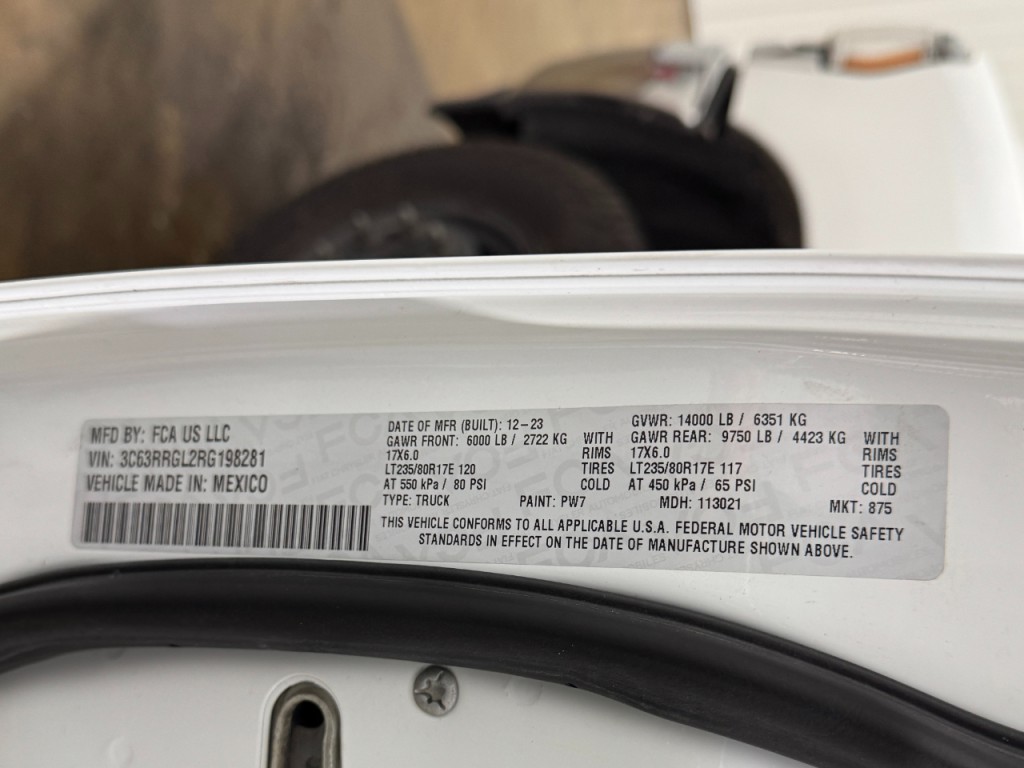 MFD BY: FCA US LLC
VIN: 3C63RRGL2RG198281
VEHICLE MADE IN: MEXICO
DATE OF MFR (BUILT): 12-23
GAWR FRONT: 6000 LB / 2722 KG WITH
17X6.0 RIMS
LT235/80R17E 120 TIRES
AT 550 kPa / 80 PSI COLD
GVWR: 14000 LB / 6351 KG
GAWR REAR: 9750 LB / 4423 KG WITH
17X6.0 RIMS
LT235/80R17E 117 TIRES
AT 450 kPa / 65 PSI COLD
TYPE: TRUCK PAINT: PW7 MDH: 113021 MKT: 875
THIS VEHICLE CONFORMS TO ALL APPLICABLE U.S.A. FEDERAL MOTOR VEHICLE SAFETY
STANDARDS IN EFFECT ON THE DATE OF MANUFACTURE SHOWN ABOVE.